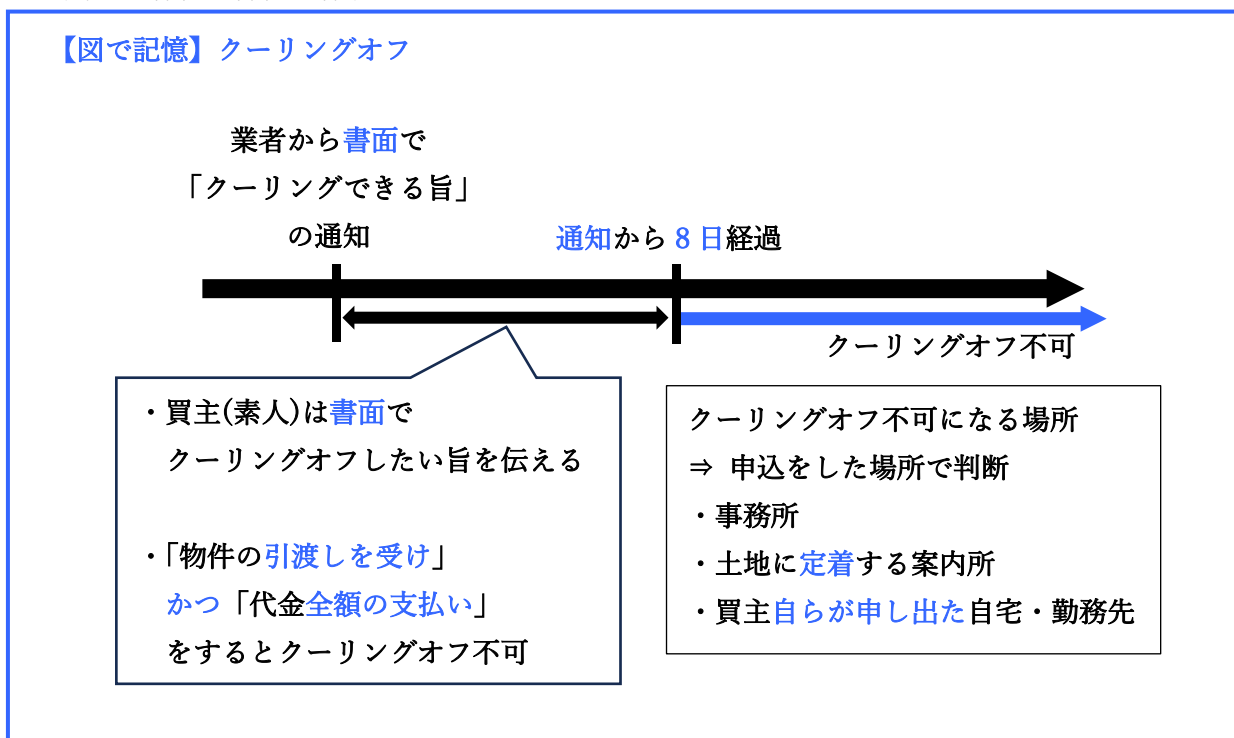 【図で記憶】クーリングオフ
業者から書面で
「クーリングできる旨」
の通知
通知から8日経過
クーリングオフ不可
・買主(素人)は書面で
クーリングオフしたい旨を伝える
・「物件の引渡しを受け」
かつ「代金全額の支払い」
をするとクーリングオフ不可
クーリングオフ不可になる場所
⇒ 申込をした場所で判断
・事務所
・土地に定着する案内所
・買主自らが申し出た自宅・勤務先